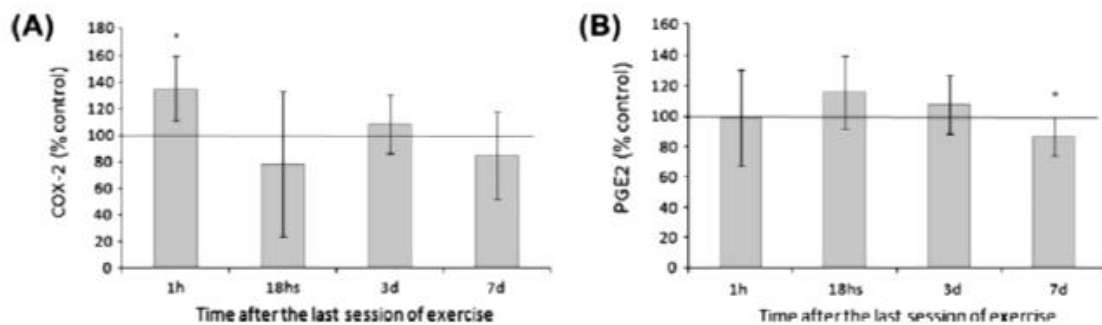 (A)
COX-2 (% control)
180
160
140
120
100
80
60
40
20
0
*
1h 18hs 3d 7d
Time after the last session of exercise
(B)
PGE2 (% control)
160
140
120
100
80
60
40
20
0
*
1h 18hs 3d 7d
Time after the last session of exercise